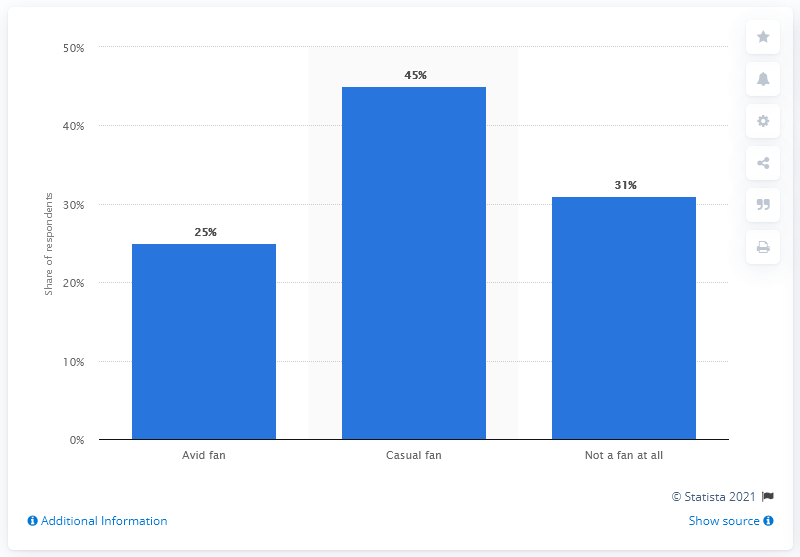 50%
45%
40%
31%
30%
25%
20%
10%
0%
Share of respondents
Avid fan
Casual fan
Not a fan at all
© Statista 2021
Additional Information
Show source